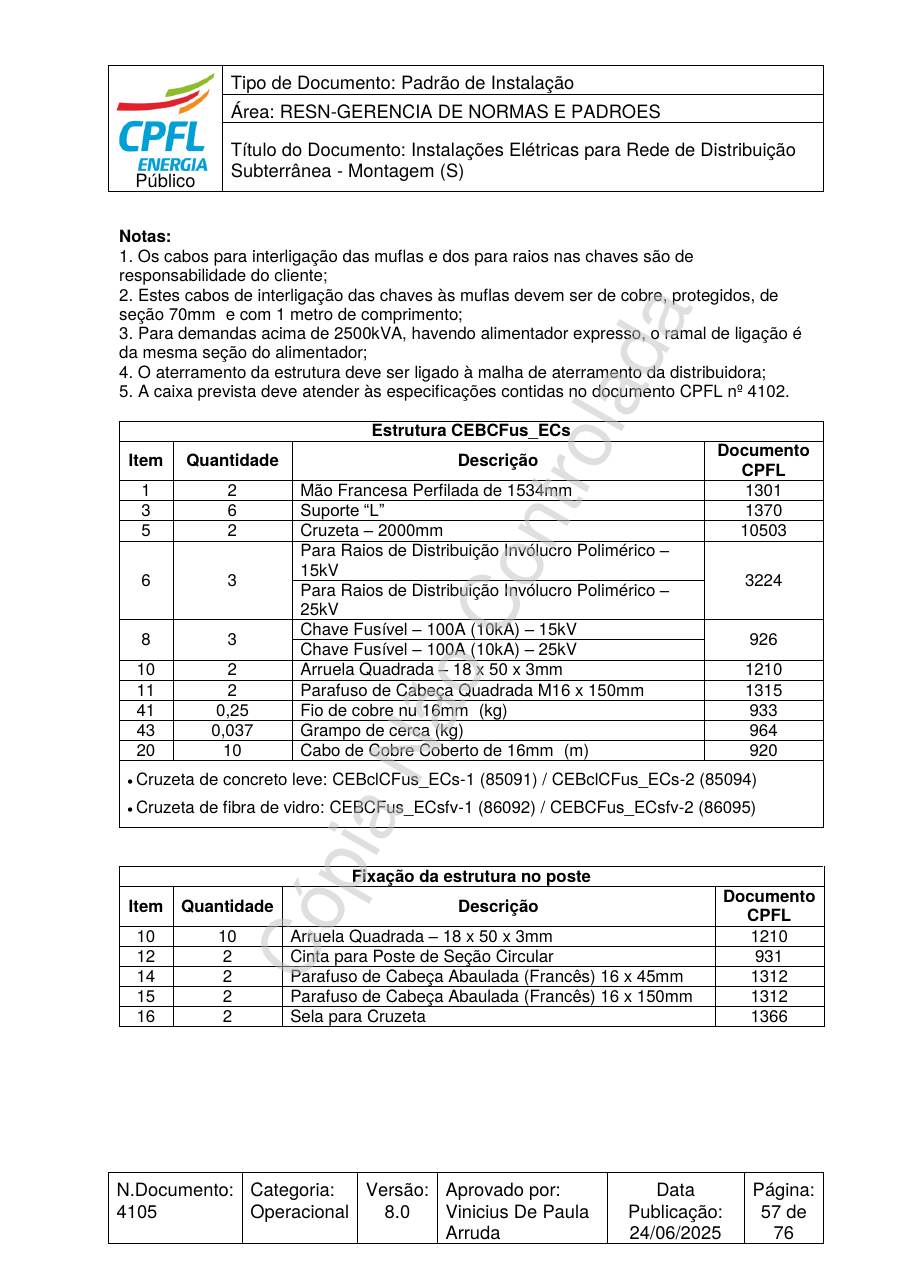 CPFL
ENERGIA
Público
Tipo de Documento: Padrão de Instalação
Área: RESN-GERENCIA DE NORMAS E PADROES
Título do Documento: Instalações Elétricas para Rede de Distribuição
Subterrânea - Montagem (S)
Notas:
1. Os cabos para interligação das muflas e dos para raios nas chaves são de
responsabilidade do cliente;
2. Estes cabos de interligação das chaves às muflas devem ser de cobre, protegidos, de
seção 70mm  e com 1 metro de comprimento;
3. Para demandas acima de 2500kVA, havendo alimentador expresso, o ramal de ligação é
da mesma seção do alimentador;
4. O aterramento da estrutura deve ser ligado à malha de aterramento da distribuidora;
5. A caixa prevista deve atender às especificações contidas no documento CPFL nº 4102.
Estrutura CEBCFus_ECs
Item Quantidade Descrição Documento CPFL
1 2 Mão Francesa Perfilada de 1534mm 1301
3 6 Suporte “L” 1370
5 2 Cruzeta – 2000mm 10503
6 3 Para Raios de Distribuição Invólucro Polimérico –
15kV
Para Raios de Distribuição Invólucro Polimérico –
25kV
3224
8 3 Chave Fusível – 100A (10kA) – 15kV
Chave Fusível – 100A (10kA) – 25kV
926
10 2 Arruela Quadrada – 18 x 50 x 3mm 1210
11 2 Parafuso de Cabeça Quadrada M16 x 150mm 1315
41 0,25 Fio de cobre nu 16mm  (kg) 933
43 0,037 Grampo de cerca (kg) 964
20 10 Cabo de Cobre Coberto de 16mm  (m) 920
• Cruzeta de concreto leve: CEBclCFus_ECs-1 (85091) / CEBclCFus_ECs-2 (85094)
• Cruzeta de fibra de vidro: CEBCFus_ECsfv-1 (86092) / CEBCFus_ECsfv-2 (86095)
Fixação da estrutura no poste
Item Quantidade Descrição Documento CPFL
10 10 Arruela Quadrada – 18 x 50 x 3mm 1210
12 2 Cinta para Poste de Seção Circular 931
14 2 Parafuso de Cabeça Abaulada (Francês) 16 x 45mm 1312
15 2 Parafuso de Cabeça Abaulada (Francês) 16 x 150mm 1312
16 2 Sela para Cruzeta 1366
Cópia Não Controlada
N.Documento: Categoria: Versão: Aprovado por: Data Página:
4105 Operacional 8.0 Vinicius De Paula Publicação: 57 de
Arruda 24/06/2025 76